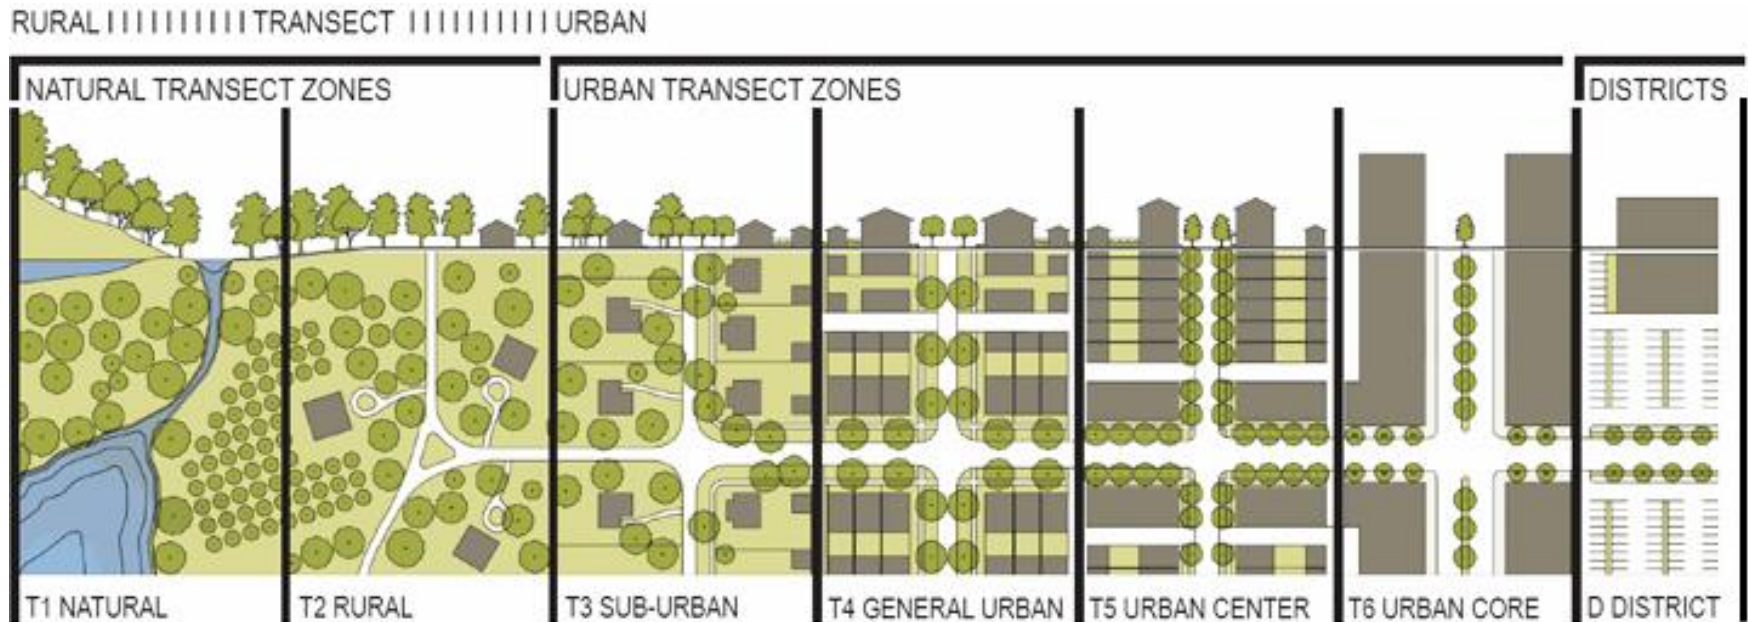 RURAL | | | | | | | | | | TRANSECT | | | | | | | | | | URBAN
NATURAL TRANSECT ZONES
URBAN TRANSECT ZONES
DISTRICTS
T1 NATURAL
T2 RURAL
T3 SUB-URBAN
T4 GENERAL URBAN
T5 URBAN CENTER
T6 URBAN CORE
D DISTRICT